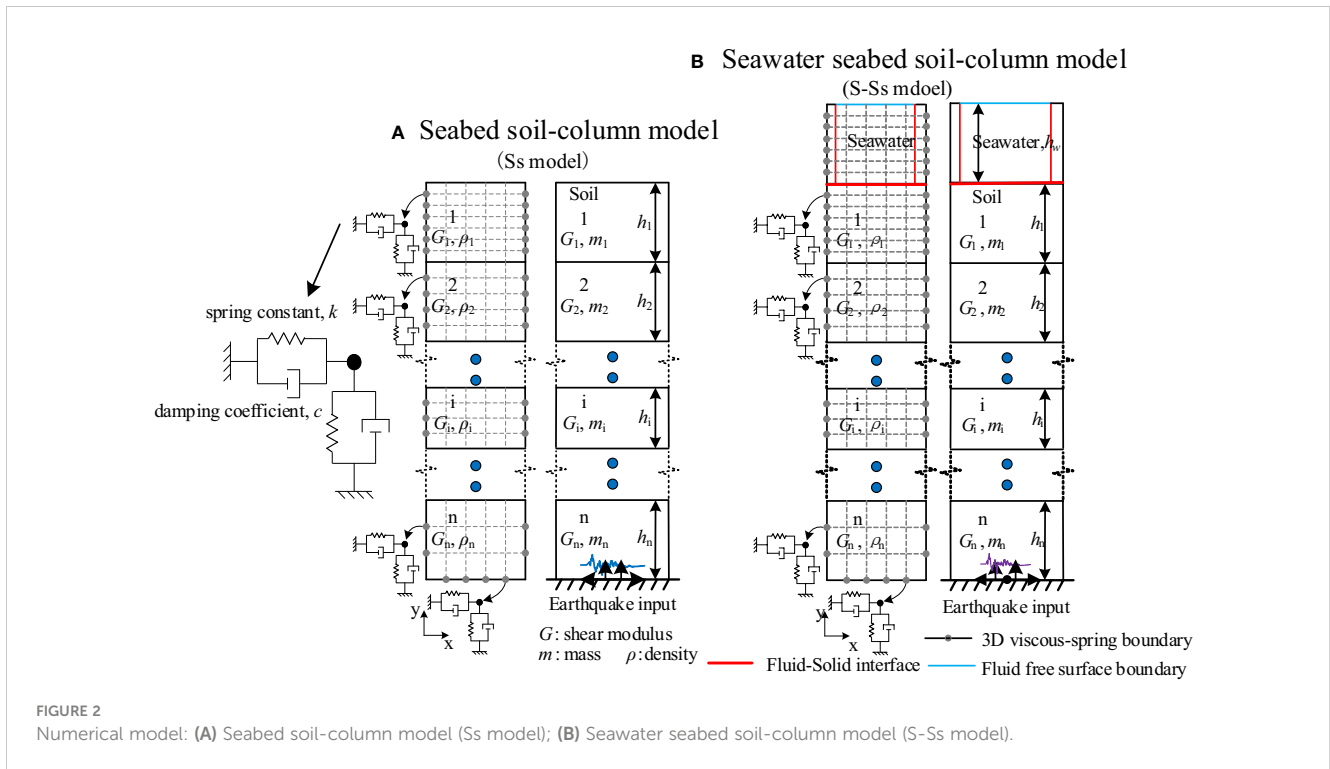 B Seawater seabed soil-column model
(S-Ss mdoel)
A Seabed soil-column model
(Ss model)
Seawater
Seawater, hw
Soil
1
G1, ρ1
1
G1, m1
h1
2
G2, ρ2
2
G2, m2
h2
i
Gi, ρi
i
Gi, mi
hi
n
Gn, ρn
n
Gn, mn
hn
Soil
1
G1, ρ1
1
G1, m1
h1
2
G2, ρ2
2
G2, m2
h2
i
Gi, ρi
i
Gi, mi
hi
n
Gn, ρn
n
Gn, mn
hn
spring constant, k
damping coefficient, c
y
x
Earthquake input
y
x
Earthquake input
G: shear modulus
m: mass ρ:density
3D viscous-spring boundary
Fluid-Solid interface
Fluid free surface boundary
FIGURE 2
Numerical model: (A) Seabed soil-column model (Ss model); (B) Seawater seabed soil-column model (S-Ss model).